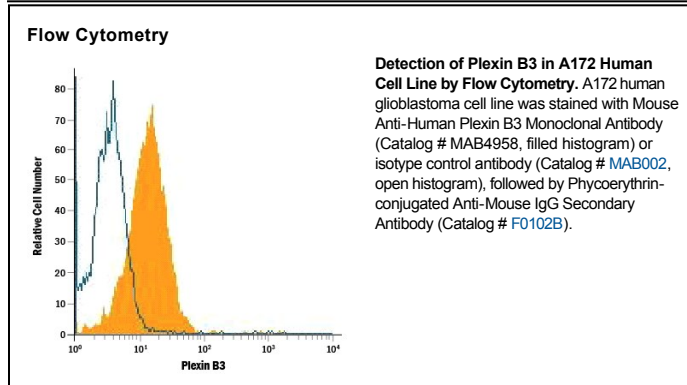 Flow Cytometry
80
70
60
50
40
30
20
10
0
Relative Cell Number
10⁰ 10¹ 10² 10³ 10⁴
Plexin B3
Detection of Plexin B3 in A172 Human
Cell Line by Flow Cytometry. A172 human
glioblastoma cell line was stained with Mouse
Anti-Human Plexin B3 Monoclonal Antibody
(Catalog # MAB4958, filled histogram) or
isotype control antibody (Catalog # MAB002,
open histogram), followed by Phycoerythrin-
conjugated Anti-Mouse IgG Secondary
Antibody (Catalog # F0102B).